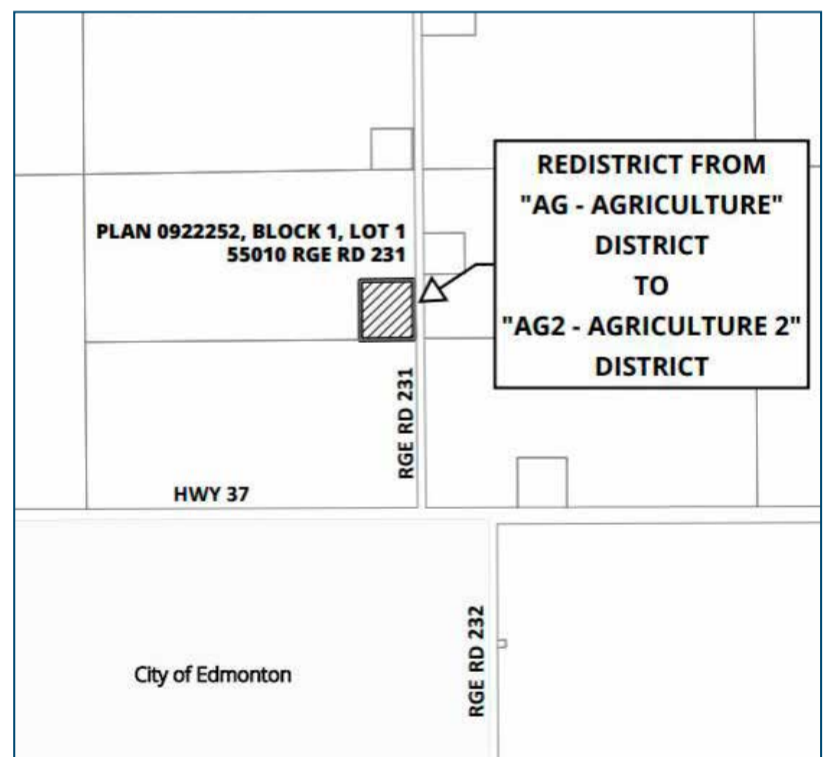 REDISTRICT FROM
"AG - AGRICULTURE"
DISTRICT
TO
"AG2 - AGRICULTURE 2"
DISTRICT
PLAN 0922252, BLOCK 1, LOT 1
55010 RGE RD 231
RGE RD 231
HWY 37
RGE RD 232
City of Edmonton